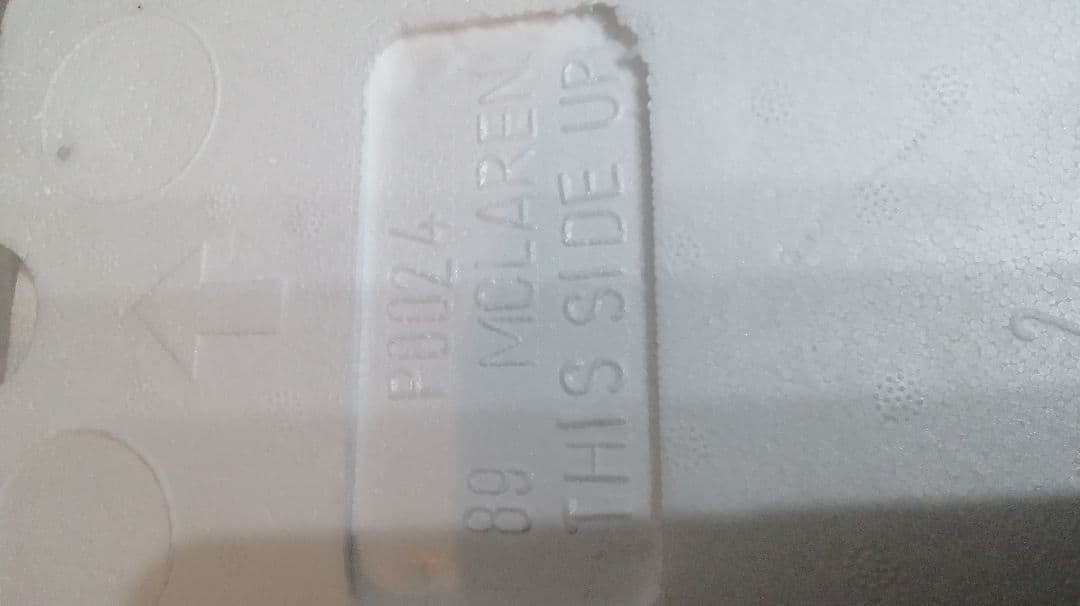 P0024
89 MCLAREN
THIS SIDE UP